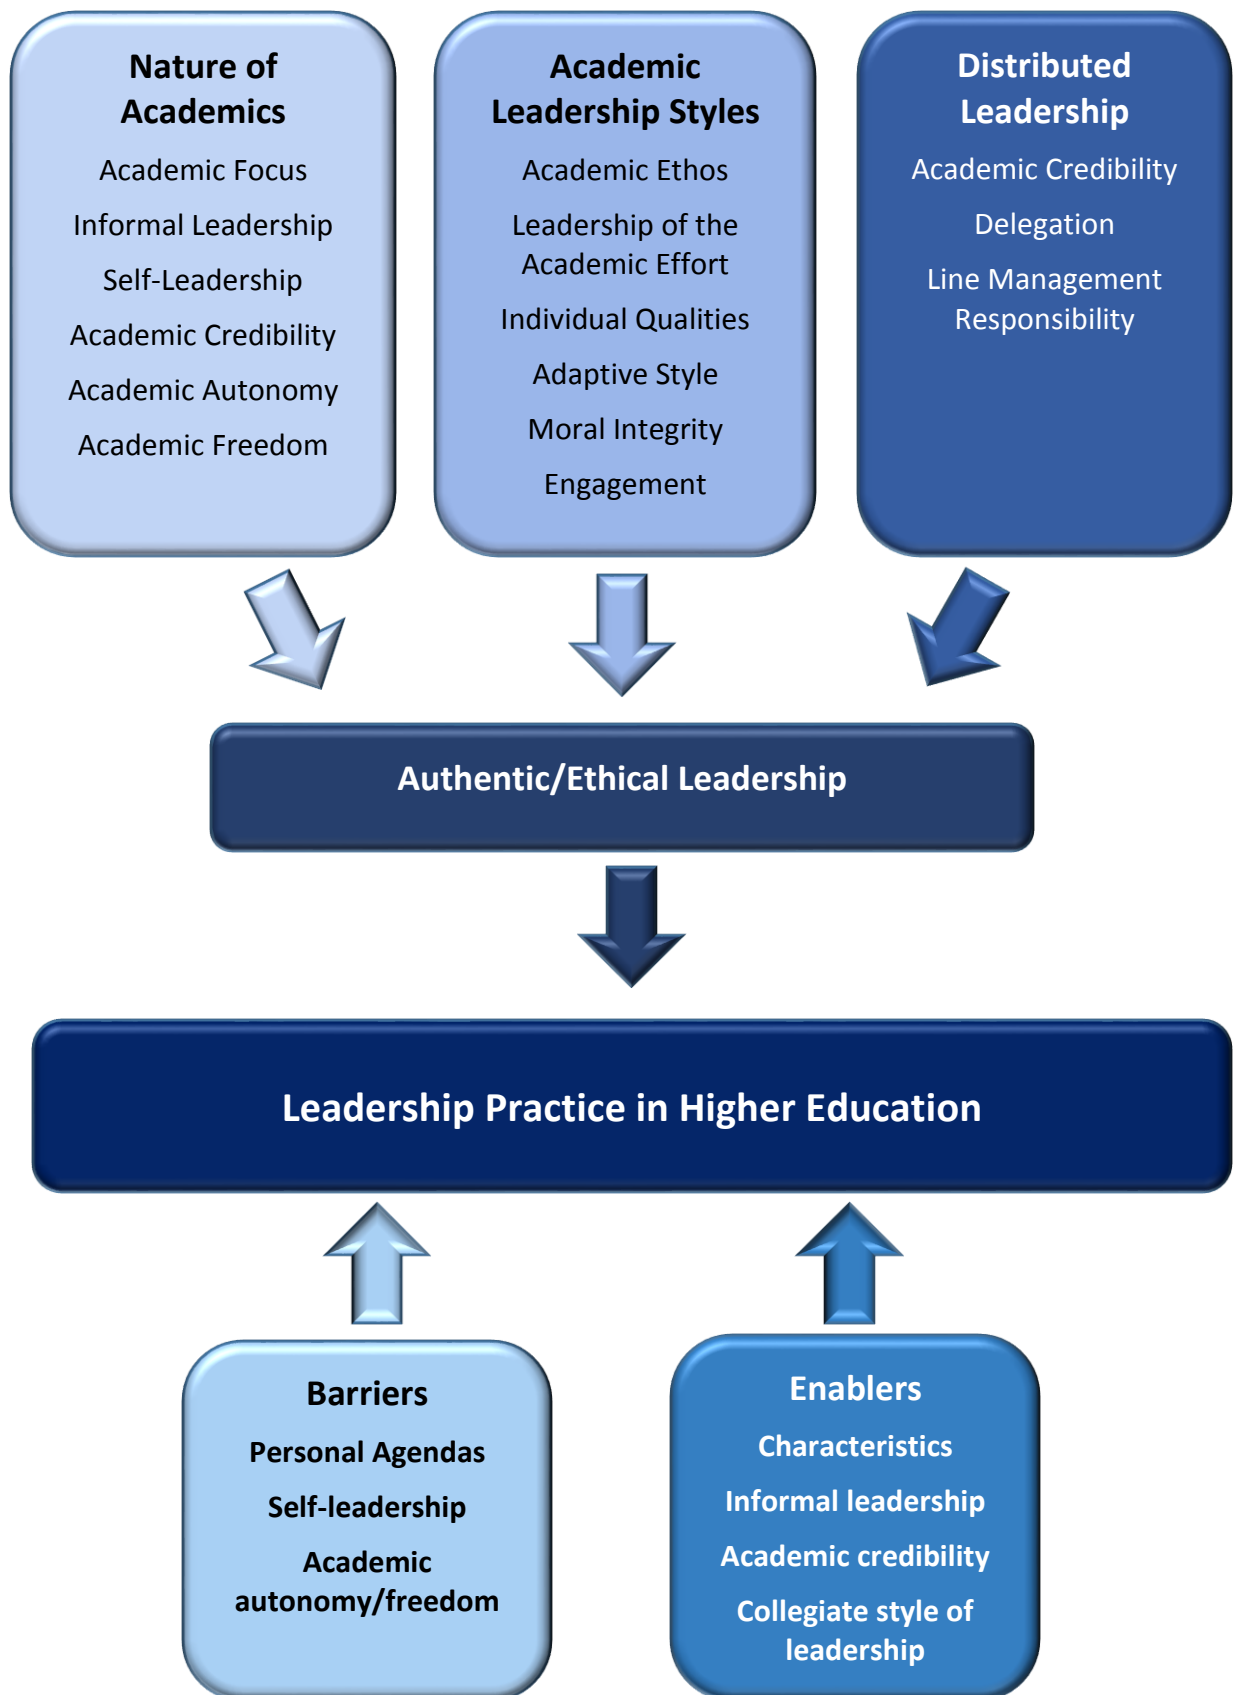 Nature of
Academics
Academic Focus
Informal Leadership
Self-Leadership
Academic Credibility
Academic Autonomy
Academic Freedom
Academic
Leadership Styles
Academic Ethos
Leadership of the
Academic Effort
Individual Qualities
Adaptive Style
Moral Integrity
Engagement
Distributed
Leadership
Academic Credibility
Delegation
Line Management
Responsibility
Authentic/Ethical Leadership
Leadership Practice in Higher Education
Barriers
Personal Agendas
Self-leadership
Academic
autonomy/freedom
Enablers
Characteristics
Informal leadership
Academic credibility
Collegiate style of
leadership